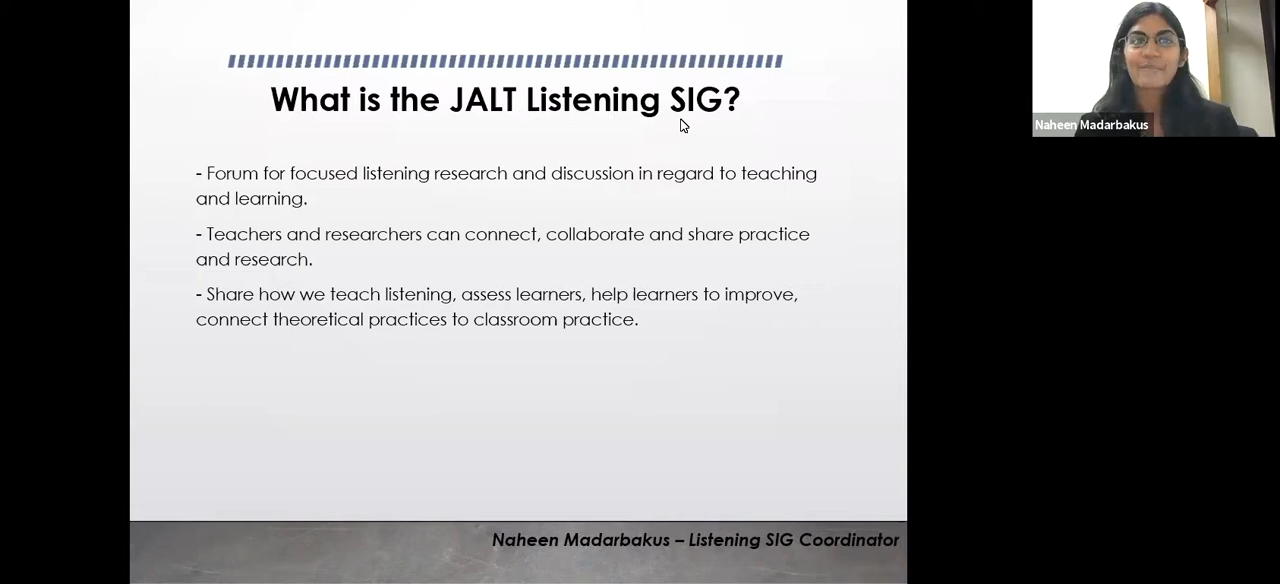 What is the JALT Listening SIG?
- Forum for focused listening research and discussion in regard to teaching
and learning.
- Teachers and researchers can connect, collaborate and share practice
and research.
- Share how we teach listening, assess learners, help learners to improve,
connect theoretical practices to classroom practice.
Naheen Madarbakus – Listening SIG Coordinator
Naheen Madarbakus